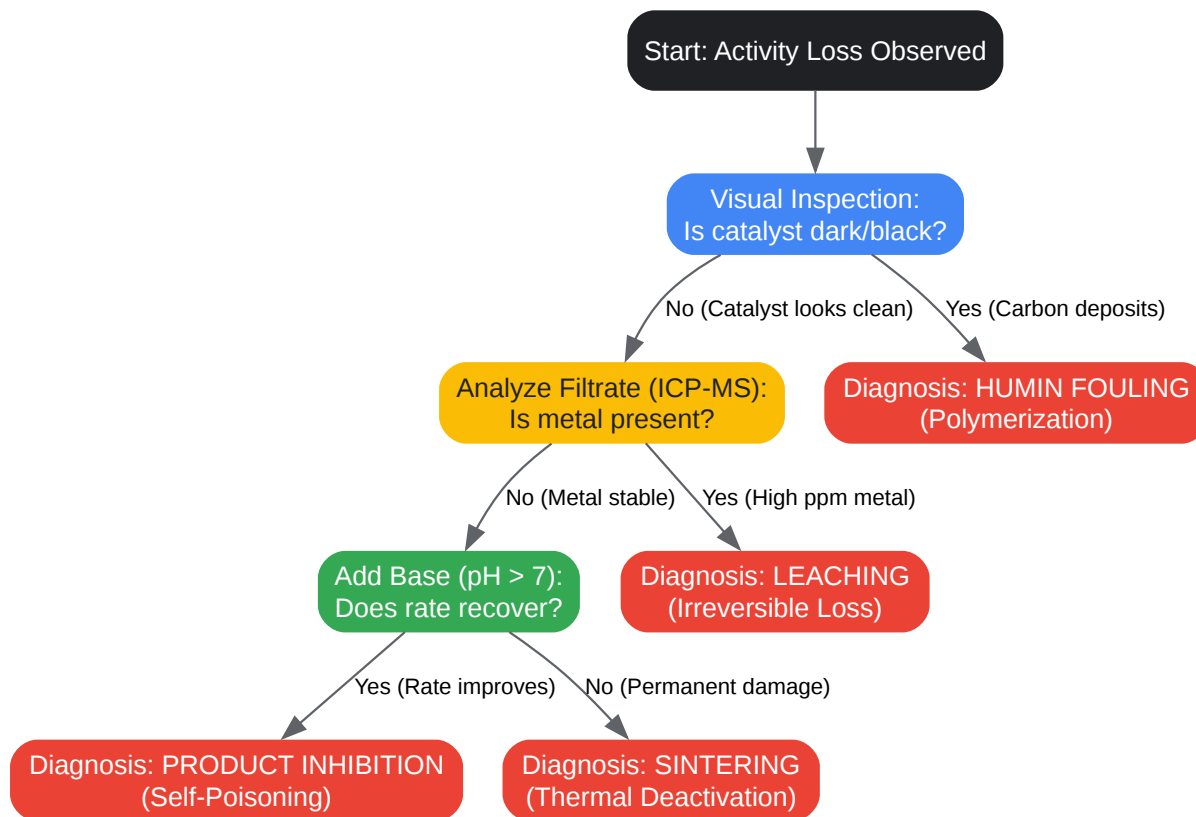 Start: Activity Loss Observed
Visual Inspection:
Is catalyst dark/black?
No (Catalyst looks clean)
Yes (Carbon deposits)
Analyze Filtrate (ICP-MS):
Is metal present?
Diagnosis: HUMIN FOULING
(Polymerization)
No (Metal stable)
Yes (High ppm metal)
Add Base (pH > 7):
Does rate recover?
Diagnosis: LEACHING
(Irreversible Loss)
Yes (Rate improves)
No (Permanent damage)
Diagnosis: PRODUCT INHIBITION
(Self-Poisoning)
Diagnosis: SINTERING
(Thermal Deactivation)